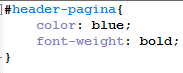 #header-pagina{
    color: blue;
    font-weight: bold;
}